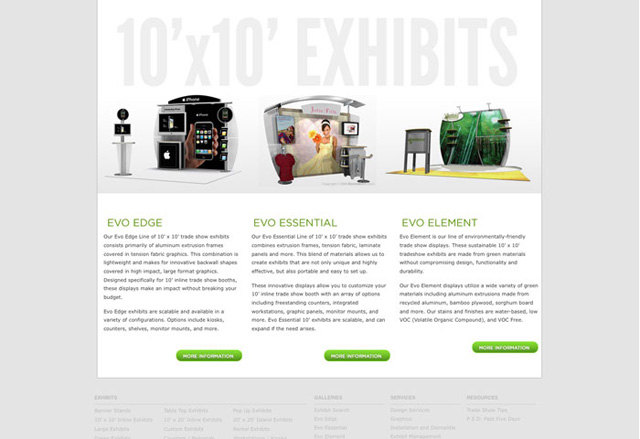 10'x10' EXHIBITS
iPhone
EVO EDGE
Our Evo Edge Line of 10' x 10' trade show exhibits
consists primarily of aluminum extrusion frames
covered in tension fabric graphics. This combination is
lightweight and makes for innovative backwall shapes
covered in high impact, large format graphics.
Designed specifically for 10' inline trade show booths,
these displays make an impact without breaking your
budget.
Evo Edge exhibits are scalable and available in a
variety of configurations. Options include kiosks,
counters, shelves, monitor mounts, and more.
MORE INFORMATION
EVO ESSENTIAL
Our Evo Essential Line of 10' x 10' trade show exhibits
combines extrusion frames, tension fabric, laminate
panels and more. This blend of materials allows us to
create exhibits that are not only unique and highly
effective, but also portable and easy to set up.
These innovative displays allow you to customize your
10' inline trade show booth with an array of options
including freestanding counters, integrated
workstations, graphic panels, monitor mounts, and
more. Evo Essential 10' exhibits are scalable, and can
expand if the need arises.
MORE INFORMATION
EVO ELEMENT
Evo Element is our line of environmentally-friendly
trade show displays. These sustainable 10' x 10'
tradeshow exhibits are made from green materials
without compromising design, functionality and
durability.
Our Evo Element displays utilize a wide variety of green
materials including aluminum extrusions made from
recycled aluminum, bamboo plywood, sorghum board
and more. Our stains and finishes are water-based, low
VOC (Volatile Organic Compound), and VOC Free.
MORE INFORMATION
EXHIBITS
Banner Stands
10' x 10' Inline Exhibits
Large Exhibits
Table Top Exhibits
10' x 20' Inline Exhibits
Custom Exhibits
Pop Up Exhibits
20' x 20' Island Exhibits
Rental Exhibits
GALLERIES
Exhibit Search
Evo Edge
Evo Essential
Evo Element
SERVICES
Design Services
Graphics
Installation and Dismantle
Exhibit Management
RESOURCES
Trade Show Tips